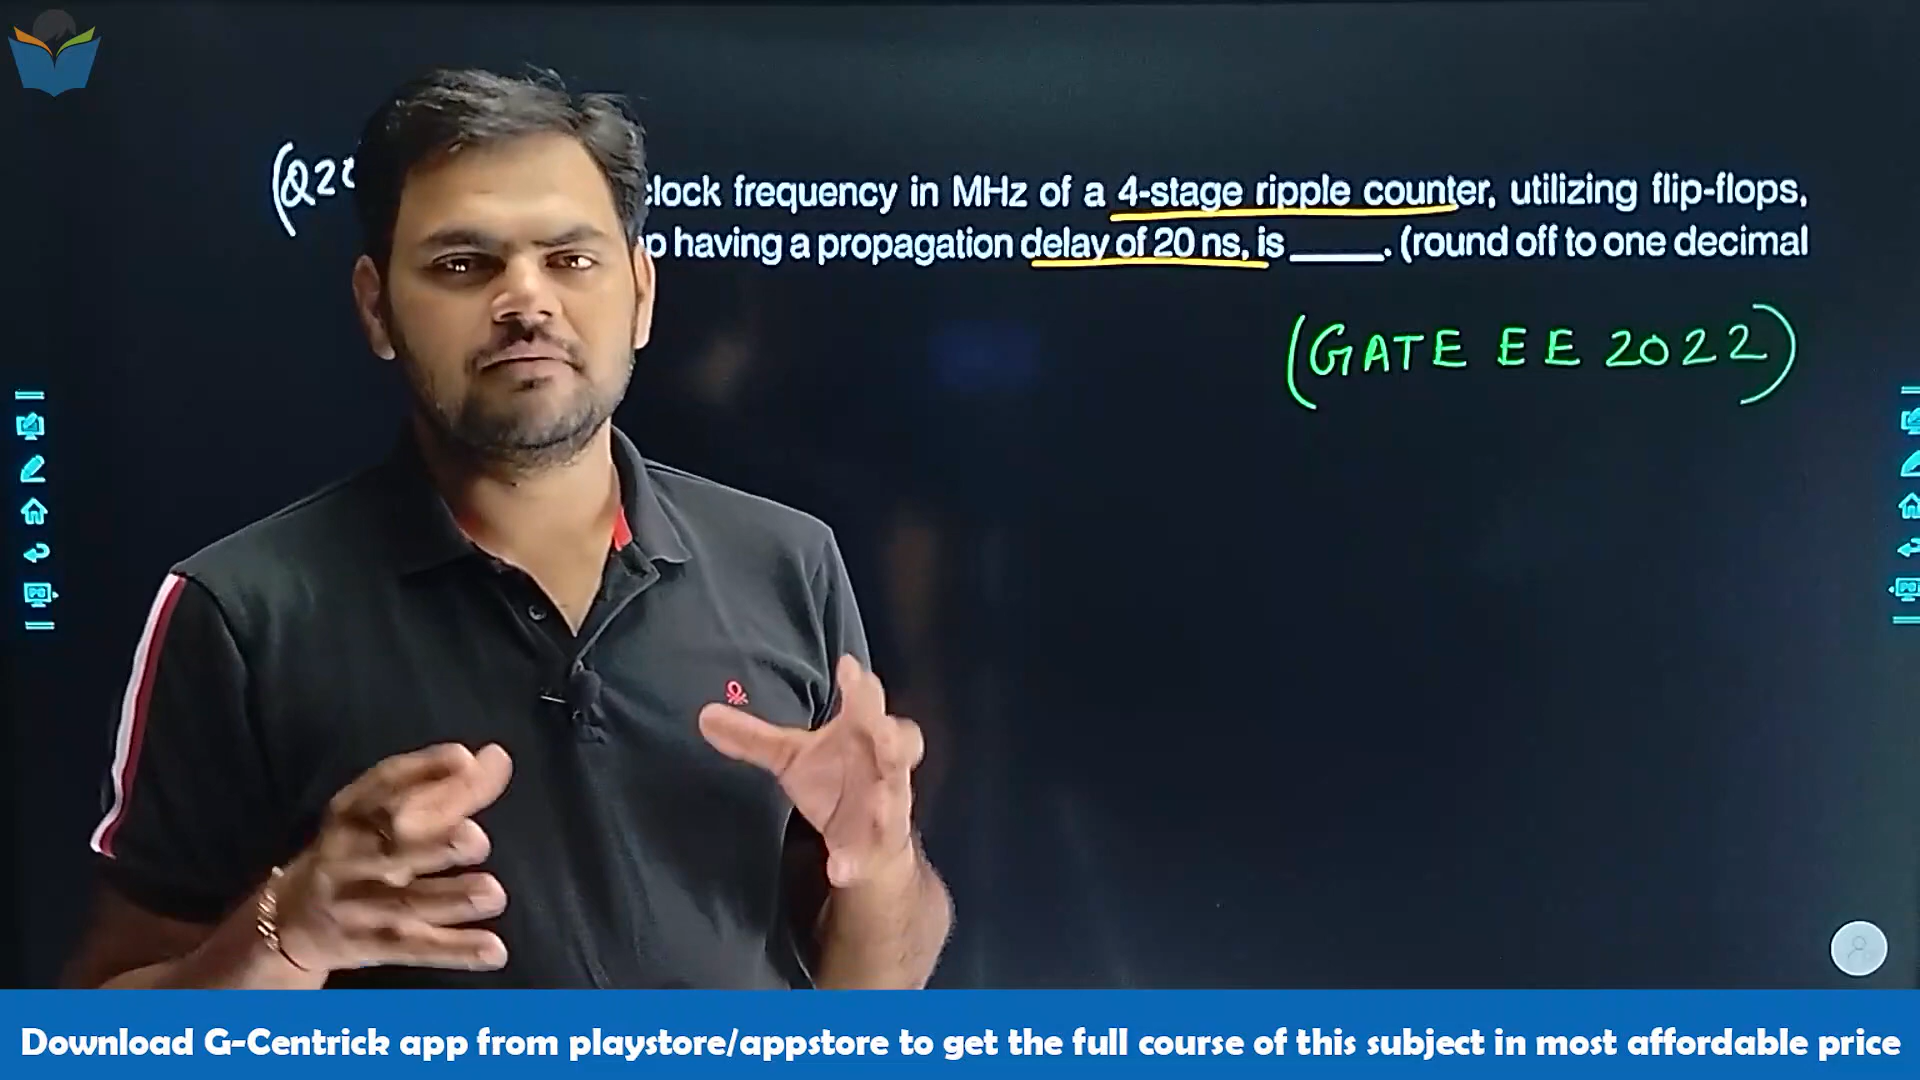 (Q20
clock frequency in MHz of a 4-stage ripple counter, utilizing flip-flops,
having a propagation delay of 20 ns, is _____. (round off to one decimal
(GATE EE 2022)
Download G-Centrick app from playstore/appstore to get the full course of this subject in most affordable price